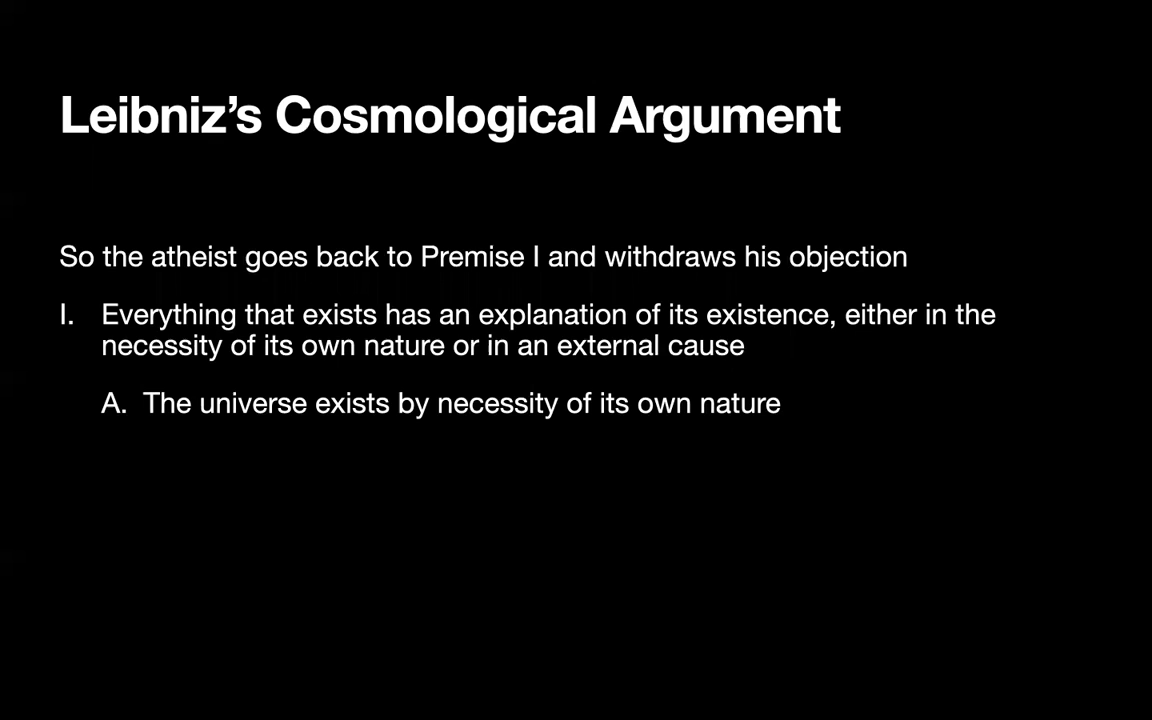 Leibniz’s Cosmological Argument
So the atheist goes back to Premise I and withdraws his objection
I. Everything that exists has an explanation of its existence, either in the
necessity of its own nature or in an external cause
A. The universe exists by necessity of its own nature